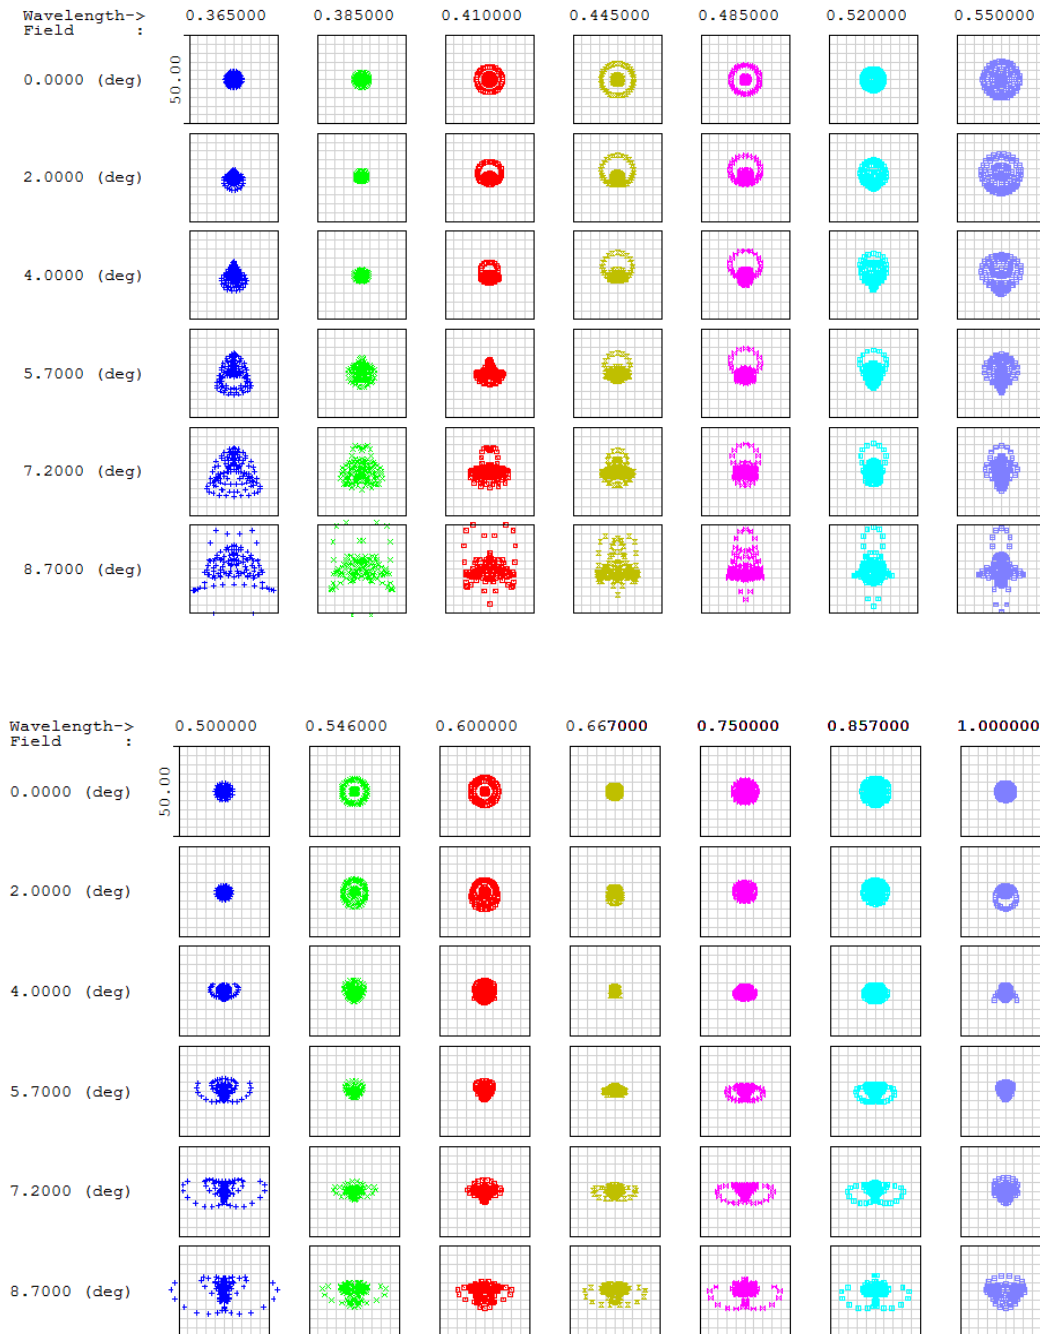 Wavelength-> 0.365000 0.385000 0.410000 0.445000 0.485000 0.520000 0.550000
Field :
0.0000 (deg)
50.00
2.0000 (deg)
4.0000 (deg)
5.7000 (deg)
7.2000 (deg)
8.7000 (deg)
Wavelength-> 0.500000 0.546000 0.600000 0.667000 0.750000 0.857000 1.000000
Field :
0.0000 (deg)
50.00
2.0000 (deg)
4.0000 (deg)
5.7000 (deg)
7.2000 (deg)
8.7000 (deg)